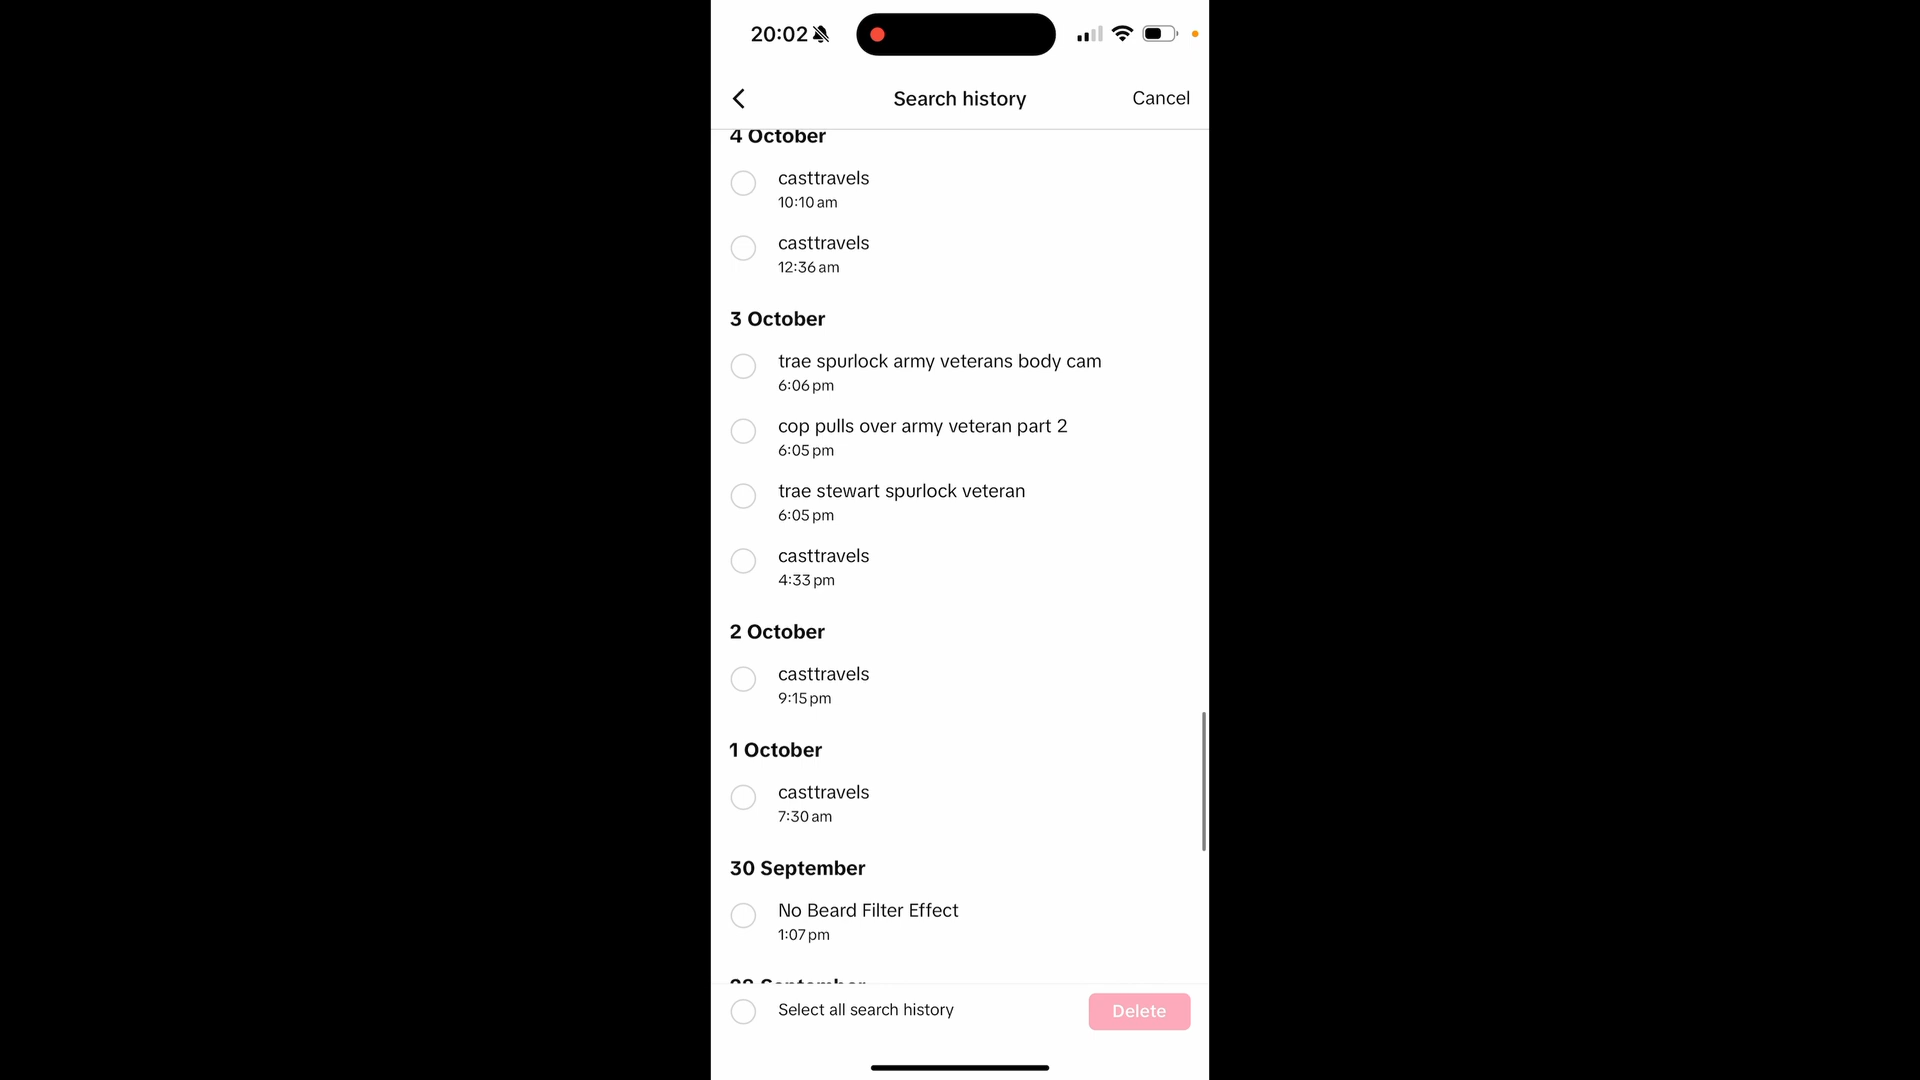 20:02
Search history
Cancel
4 October
casttravels
10:10 am
casttravels
12:36 am
3 October
trae spurlock army veterans body cam
6:06 pm
cop pulls over army veteran part 2
6:05 pm
trae stewart spurlock veteran
6:05 pm
casttravels
4:33 pm
2 October
casttravels
9:15 pm
1 October
casttravels
7:30 am
30 September
No Beard Filter Effect
1:07 pm
Select all search history
Delete